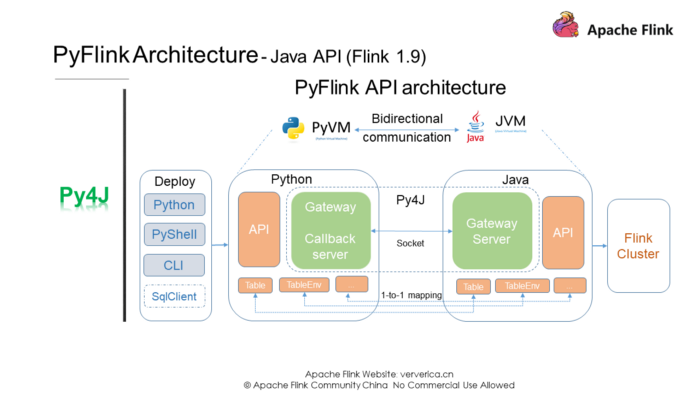 Apache Flink
PyFlink Architecture - Java API (Flink 1.9)
PyFlink API architecture
PyVM
Bidirectional
communication
Java
JVM
Py4J
Deploy
Python
PyShell
CLI
SqlClient
Python
API
Gateway
Callback
server
Table
TableEnv
...
Py4J
Socket
1-to-1 mapping
Java
Gateway
Server
API
Table
TableEnv
...
Flink
Cluster
Apache Flink Website: ververica.cn
© Apache Flink Community China No Commercial Use Allowed